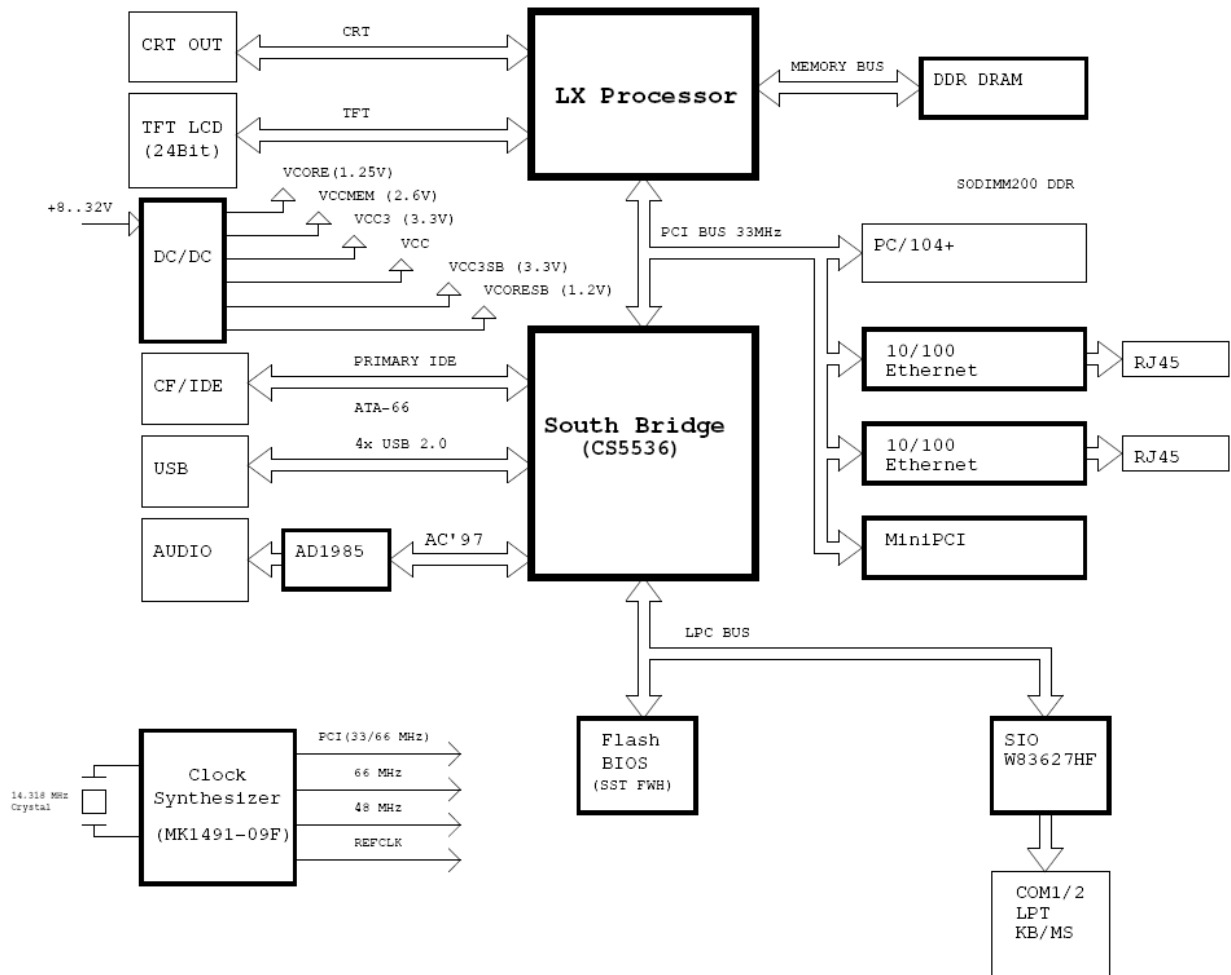 CRT OUT
CRT
LX Processor
MEMORY BUS
DDR DRAM
TFT LCD
(24Bit)
TFT
SODIMM200 DDR
+8..32V
DC/DC
VCORE(1.25V)
VCCMEM (2.6V)
VCC3 (3.3V)
VCC
VCC3SB (3.3V)
VCORESB (1.2V)
PCI BUS 33MHz
PC/104+
10/100
Ethernet
RJ45
10/100
Ethernet
RJ45
MiniPCI
CF/IDE
PRIMARY IDE
ATA-66
South Bridge
(CS5536)
USB
4x USB 2.0
AUDIO
AD1985
AC'97
LPC BUS
Flash
BIOS
(SST FWH)
SIO
W83627HF
COM1/2
LPT
KB/MS
14.318 MHz
Crystal
Clock
Synthesizer
(MK1491-09F)
PCI(33/66 MHz)
66 MHz
48 MHz
REFCLK